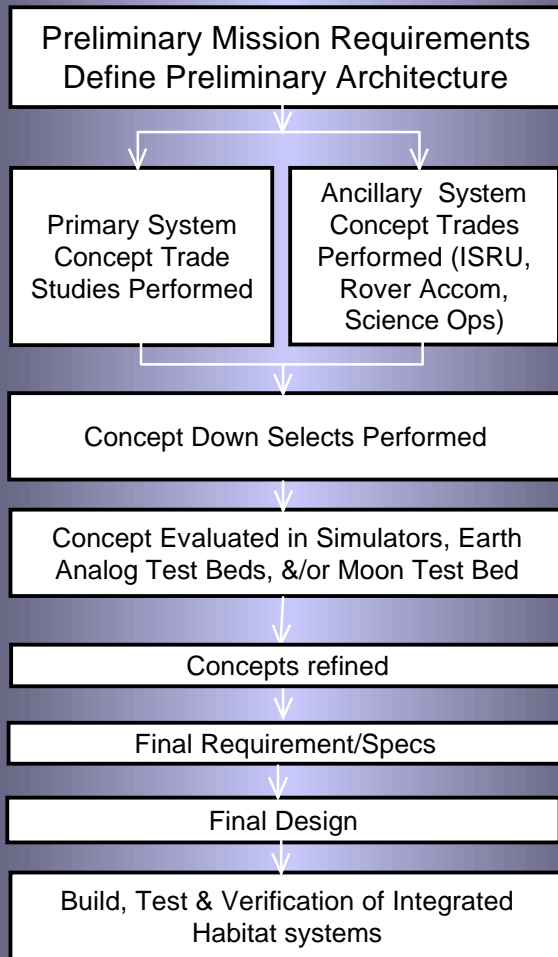 Preliminary Mission Requirements
Define Preliminary Architecture
Primary System
Concept Trade
Studies Performed
Ancillary System
Concept Trades
Performed (ISRU,
Rover Accom,
Science Ops)
Concept Down Selects Performed
Concept Evaluated in Simulators, Earth
Analog Test Beds, &/or Moon Test Bed
Concepts refined
Final Requirement/Specs
Final Design
Build, Test & Verification of Integrated
Habitat systems